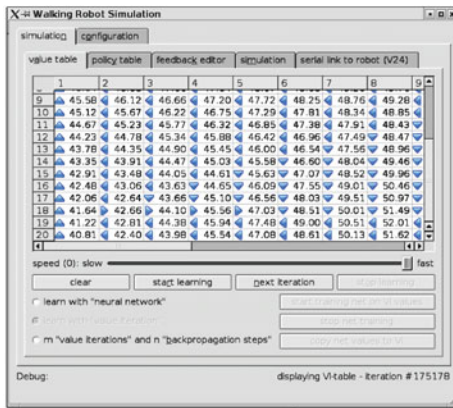 Walking Robot Simulation
simulation configuration
value table policy table feedback editor simulation serial link to robot (V24)
1 2 3 4 5 6 7 8 9
9 45.58 46.12 46.66 47.20 47.72 48.25 48.76 49.28
10 45.12 45.67 46.22 46.75 47.29 47.81 48.34 48.85
11 44.67 45.23 45.77 46.32 46.85 47.38 47.91 48.43
12 44.23 44.78 45.34 45.88 46.42 46.96 47.49 48.47
13 43.78 44.35 44.90 45.45 46.00 46.54 47.56 48.96
14 43.35 43.91 44.47 45.03 45.58 46.60 48.04 49.46
15 42.91 43.48 44.05 44.61 45.63 47.07 48.52 49.96
16 42.48 43.06 43.63 44.65 46.09 47.55 49.01 50.46
17 42.06 42.64 43.66 45.10 46.56 48.03 49.51 50.97
18 41.64 42.66 44.10 45.56 47.03 48.51 50.01 51.49
19 41.22 42.81 44.38 45.94 47.48 49.00 50.51 52.01
20 40.81 42.40 43.98 45.54 47.08 48.61 50.13 51.62
speed (0): slow fast
clear start learning next iteration stop learning
learn with "neural network" start training net on VI values
learn with "value iteration" stop net training
m "value iterations" and n "backpropagation steps" copy net values to VI
Debug: displaying VI-table - iteration #175178